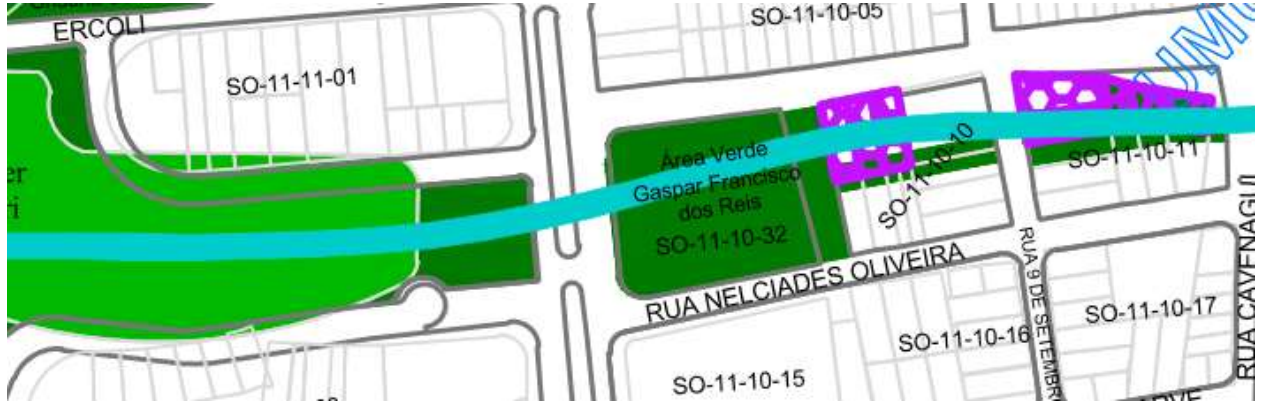 ERCOLI
SO-11-10-05
SO-11-11-01
Área Verde
Gaspar Francisco
dos Reis
SO-11-10-32
SO-11-10-10
SO-11-10-11
RUA NELCIADES OLIVEIRA
RUA 9 DE SETEMBRO
RUA CAVENAGUI
SO-11-10-16
SO-11-10-17
SO-11-10-15